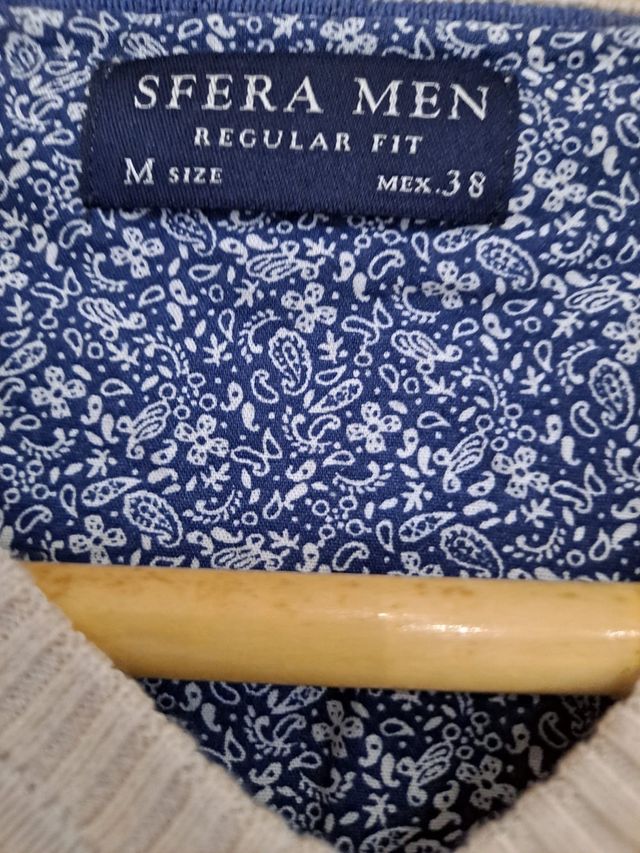 SFERA MEN
REGULAR FIT
M SIZE MEX.38